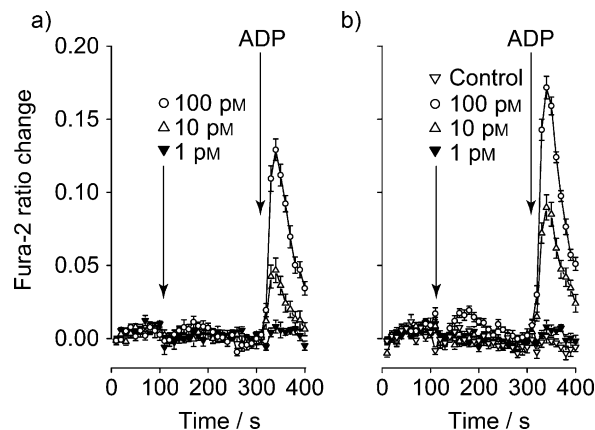 a)
b)
ADP
ADP
0.20
0.15
0.10
0.05
0.00
Fura-2 ratio change
100 pM
10 pM
1 pM
Control
100 pM
10 pM
1 pM
0 100 200 300 400
0 100 200 300 400
Time / s
Time / s